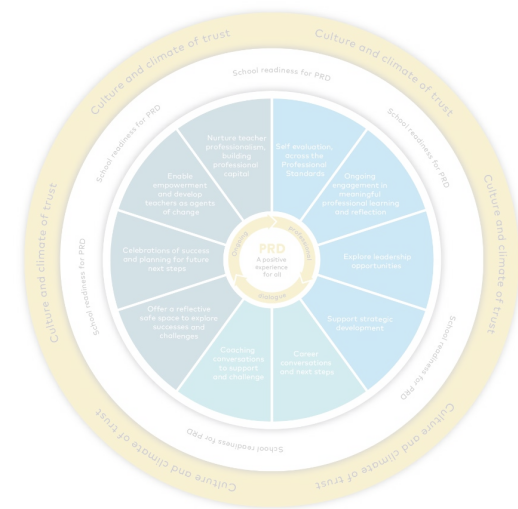 Culture and climate of trust
Culture and climate of trust
Culture and climate of trust
Culture and climate of trust
Culture and climate of trust
Culture and climate of trust
School readiness for PRD
School readiness for PRD
School readiness for PRD
School readiness for PRD
School readiness for PRD
School readiness for PRD
Self evaluation
across the
Professional
Standards
Ongoing
engagement in
meaningful
professional learning
and reflection
Explore leadership
opportunities
Support strategic
development
Career
conversations
and next steps
Coaching
conversations
to support
and challenge
Offer a reflective
safe space to explore
successes and
challenges
Celebrations of success
and planning for future
next steps
Enable
empowerment
and develop
teachers as agents
of change
Nurture teacher
professionalism,
building
professional
capital
Ongoing
professional
dialogue
PRD
A positive
experience
for all